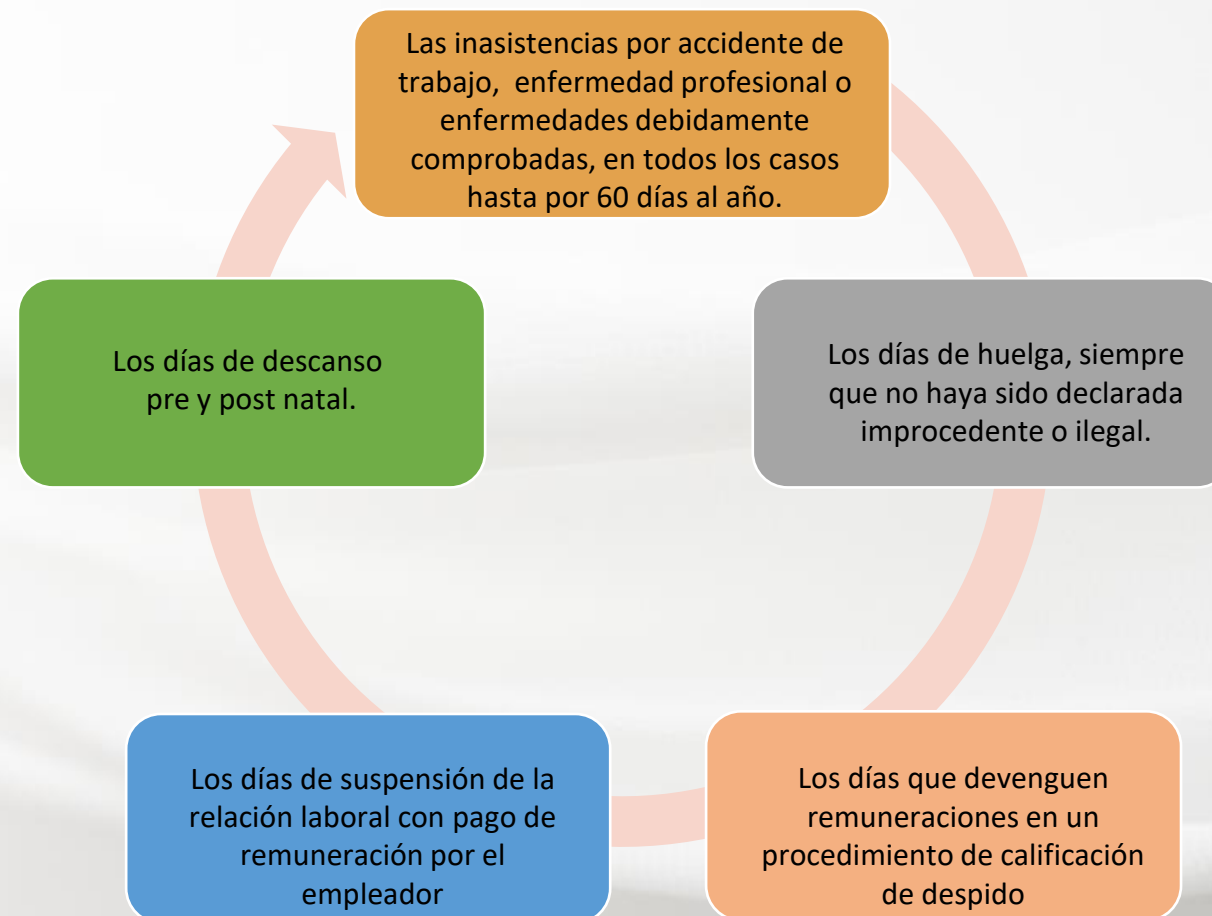 Las inasistencias por accidente de
trabajo, enfermedad profesional o
enfermedades debidamente
comprobadas, en todos los casos
hasta por 60 días al año.
Los días de huelga, siempre
que no haya sido declarada
improcedente o ilegal.
Los días que devenguen
remuneraciones en un
procedimiento de calificación
de despido
Los días de suspensión de la
relación laboral con pago de
remuneración por el
empleador
Los días de descanso
pre y post natal.